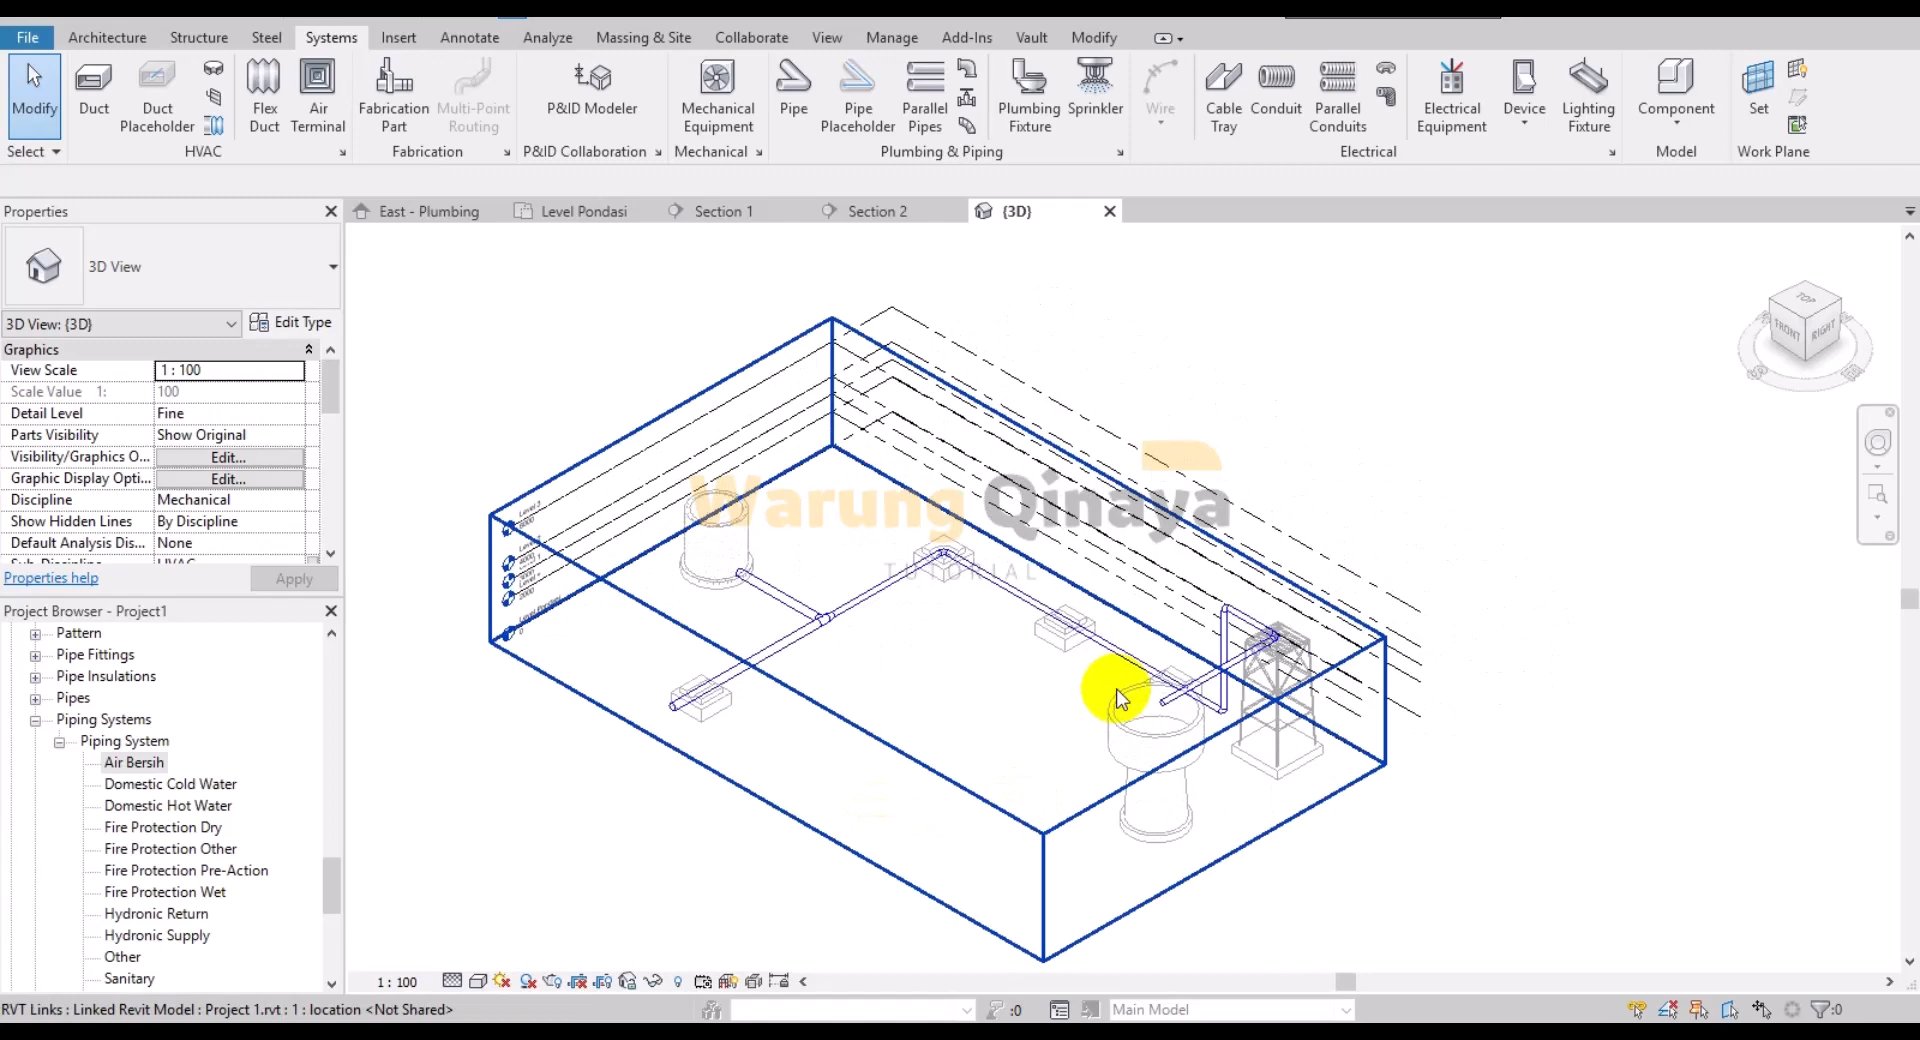 File Architecture Structure Steel Systems Insert Annotate Analyze Massing & Site Collaborate View Manage Add-Ins Vault Modify
Modify Duct Duct Placeholder Flex Duct Air Terminal Fabrication Part Multi-Point Routing P&ID Modeler Mechanical Equipment Pipe Pipe Placeholder Parallel Pipes Plumbing Fixture Sprinkler Wire Cable Tray Conduit Parallel Conduits Electrical Equipment Device Lighting Fixture Component Set
Select HVAC Fabrication P&ID Collaboration Mechanical Plumbing & Piping Electrical Model Work Plane
Properties
East - Plumbing Level Pondasi Section 1 Section 2 {3D}
3D View
3D View: {3D} Edit Type
Graphics
View Scale 1 : 100
Scale Value 1: 100
Detail Level Fine
Parts Visibility Show Original
Visibility/Graphics O... Edit...
Graphic Display Opti... Edit...
Discipline Mechanical
Show Hidden Lines By Discipline
Default Analysis Dis... None
Properties help Apply
Project Browser - Project1
Pattern
Pipe Fittings
Pipe Insulations
Pipes
Piping Systems
Piping System
Air Bersih
Domestic Cold Water
Domestic Hot Water
Fire Protection Dry
Fire Protection Other
Fire Protection Pre-Action
Fire Protection Wet
Hydronic Return
Hydronic Supply
Other
Sanitary
TOP
FRONT RIGHT
Warung Qinaya
TUTORIAL
1 : 100
RVT Links : Linked Revit Model : Project 1.rvt : 1 : location <Not Shared>
:0
Main Model
:0